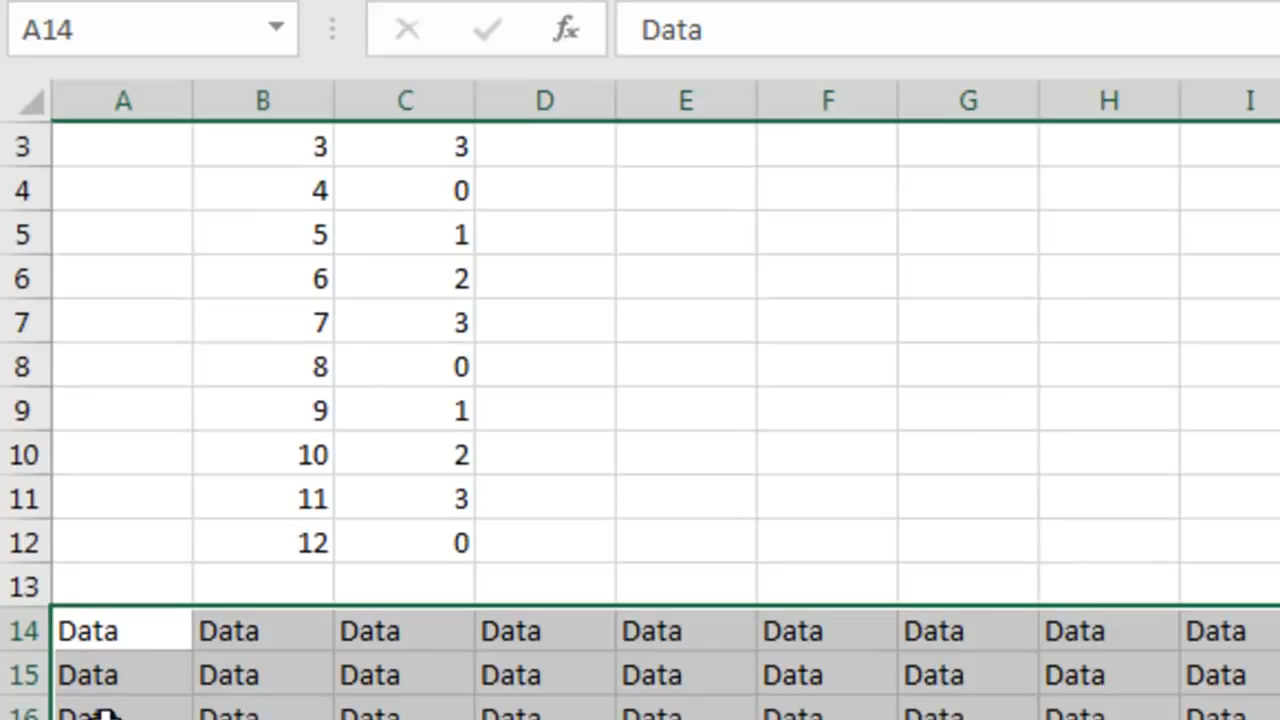 A14 fx Data
A B C D E F G H I
3 3 3
4 4 0
5 5 1
6 6 2
7 7 3
8 8 0
9 9 1
10 10 2
11 11 3
12 12 0
13
14 Data Data Data Data Data Data Data Data Data
15 Data Data Data Data Data Data Data Data Data
16 Data Data Data Data Data Data Data Data